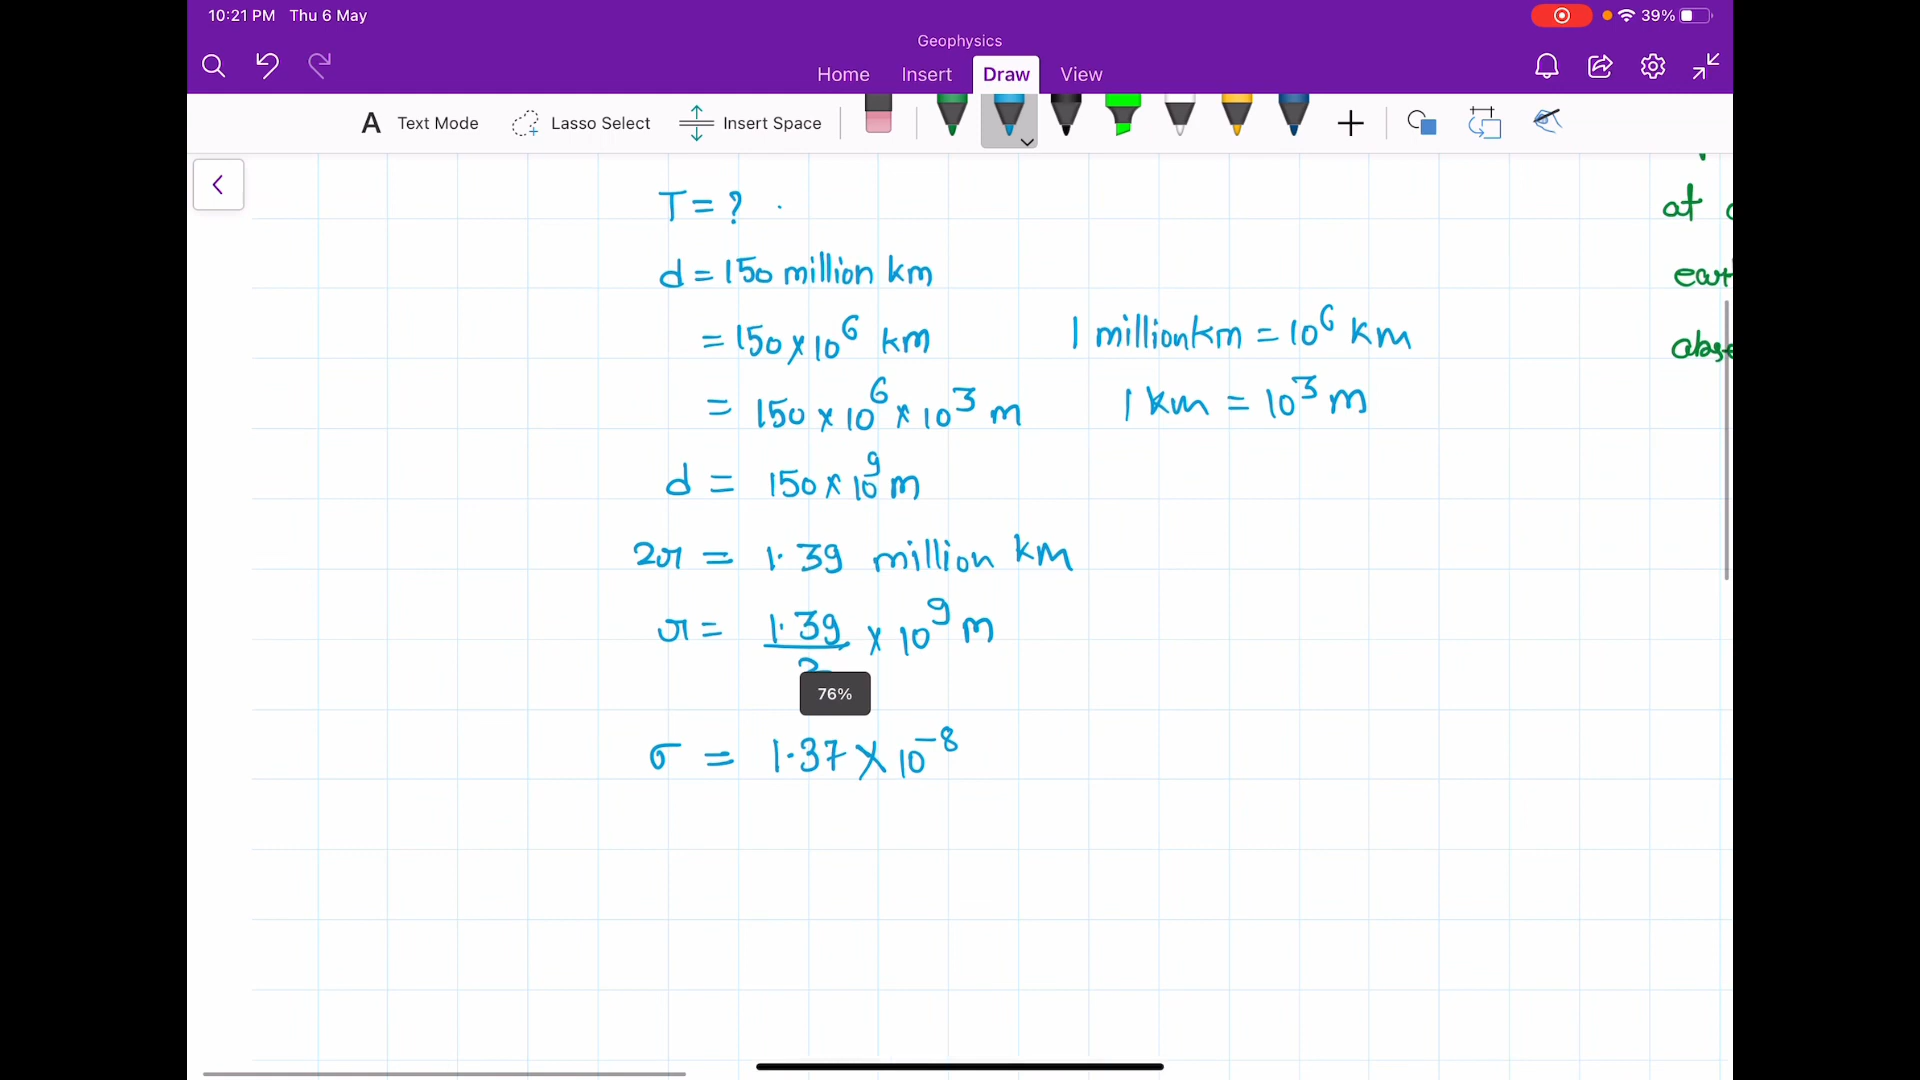 10:21 PM Thu 6 May 39%
Geophysics
Home Insert Draw View
A Text Mode Lasso Select Insert Space
T = ?
at
d = 150 million km
= 150 × 10^6 km
1 million km = 10^6 km
= 150 × 10^6 × 10^3 m
1 km = 10^3 m
d = 150 × 10^9 m
2r = 1.39 million km
r = 1.39/2 × 10^9 m
76%
σ = 1.37 × 10^-8